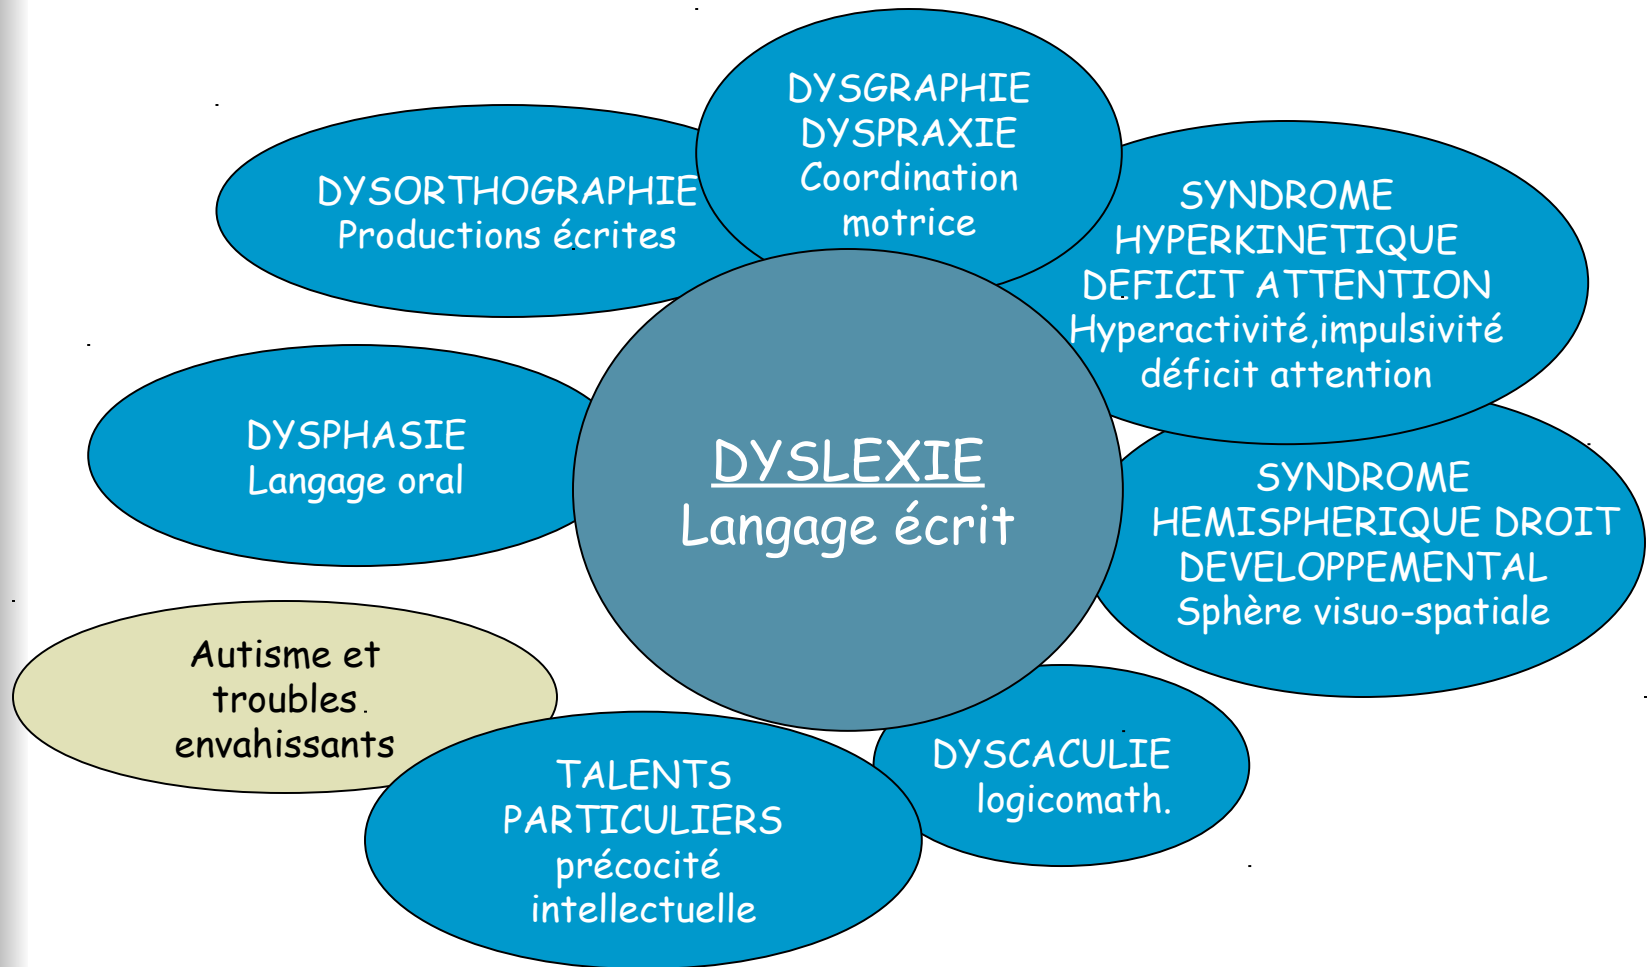 DYSGRAPHIE
DYSPRAXIE
Coordination
motrice
DYSORTHOGRAPHIE
Productions écrites
SYNDROME
HYPERKINETIQUE
DEFICIT ATTENTION
Hyperactivité,impulsivité
déficit attention
DYSPHASIE
Langage oral
DYSLEXIE
Langage écrit
SYNDROME
HEMISPHERIQUE DROIT
DEVELOPPEMENTAL
Sphère visuo-spatiale
Autisme et
troubles
envahissants
TALENTS
PARTICULIERS
précocité
intellectuelle
DYSCACULIE
logicomath.